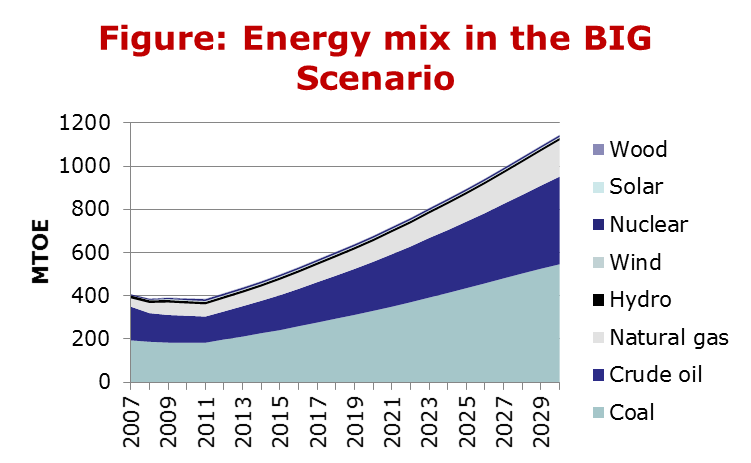 Figure: Energy mix in the BIG
Scenario
MTOE
1200
1000
800
600
400
200
0
2007
2009
2011
2013
2015
2017
2019
2021
2023
2025
2027
2029
Wood
Solar
Nuclear
Wind
Hydro
Natural gas
Crude oil
Coal